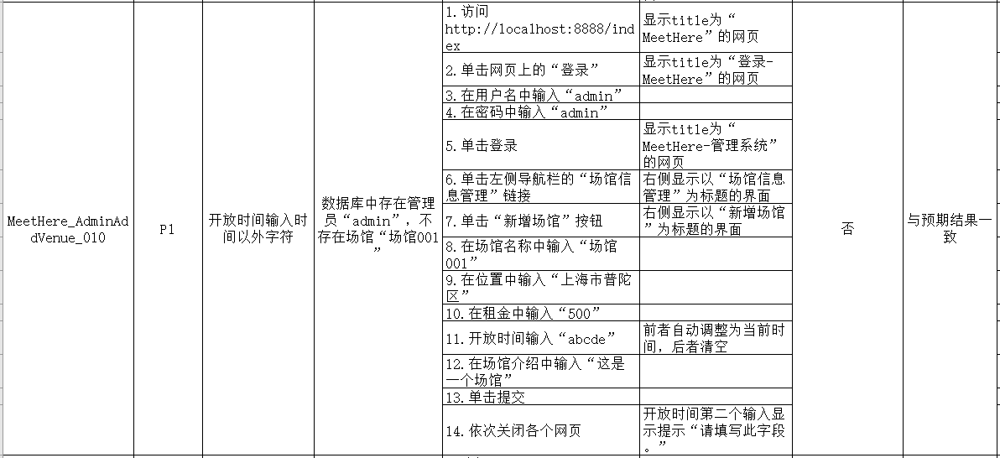 MeetHere_AdminAd
dVenue_010
P1
开放时间输入时
间以外字符
数据库中存在管理
员“admin”，不
存在场馆“场馆001
”
1.访问
http://localhost:8888/ind
ex
显示title为“
MeetHere”的网页
2.单击网页上的“登录”
显示title为“登录-
MeetHere”的网页
3.在用户名中输入“admin”
4.在密码中输入“admin”
5.单击登录
显示title为“
MeetHere-管理系统”
的网页
6.单击左侧导航栏的“场馆信
息管理”链接
右侧显示以“场馆信息
管理”为标题的界面
7.单击“新增场馆”按钮
右侧显示以“新增场馆
”为标题的界面
8.在场馆名称中输入“场馆
001”
9.在位置中输入“上海市普陀
区”
10.在租金中输入“500”
11.开放时间输入“abcde”
前者自动调整为当前时
间，后者清空
12.在场馆介绍中输入“这是
一个场馆”
13.单击提交
14.依次关闭各个网页
开放时间第二个输入显
示提示“请填写此字段
。”
否
与预期结果一
致